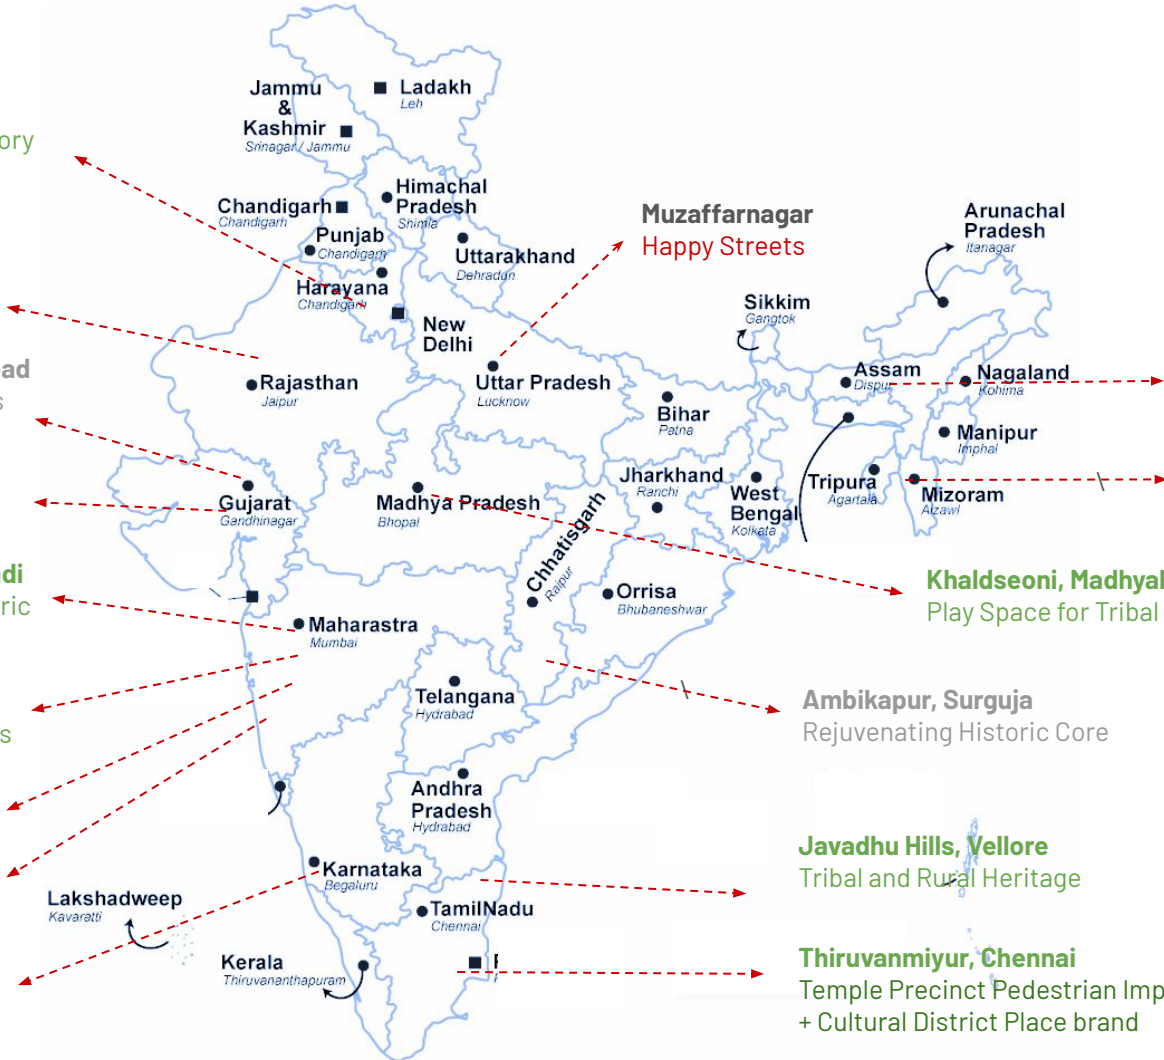 Jammu
&
Kashmir
Srinagar / Jammu
Ladakh
Leh
ory
Himachal
Pradesh
Shimla
Chandigarh
Chandigarh
Punjab
Chandigarh
Uttarakhand
Dehradun
Harayana
Chandigarh
New
Delhi
Muzaffarnagar
Happy Streets
Arunachal
Pradesh
Itanagar
Sikkim
Gangtok
Rajasthan
Jaipur
Uttar Pradesh
Lucknow
Assam
Dispur
Nagaland
Kohima
ad
s
Bihar
Patna
Manipur
Imphal
Gujarat
Gandhinagar
Madhya Pradesh
Bhopal
Jharkhand
Ranchi
West
Bengal
Kolkata
Tripura
Agartala
Mizoram
Aizawl
Chhatisgarh
Raipur
Orrisa
Bhubaneshwar
di
ric
Khaldseoni, Madhyal
Play Space for Tribal
Maharastra
Mumbai
Telangana
Hydrabad
Ambikapur, Surguja
Rejuvenating Historic Core
s
Andhra
Pradesh
Hydrabad
Javadhu Hills, Vellore
Tribal and Rural Heritage
Karnataka
Begaluru
Lakshadweep
Kavaratti
TamilNadu
Chennai
Kerala
Thiruvananthapuram
Thiruvanmiyur, Chennai
Temple Precinct Pedestrian Imp
+ Cultural District Place brand